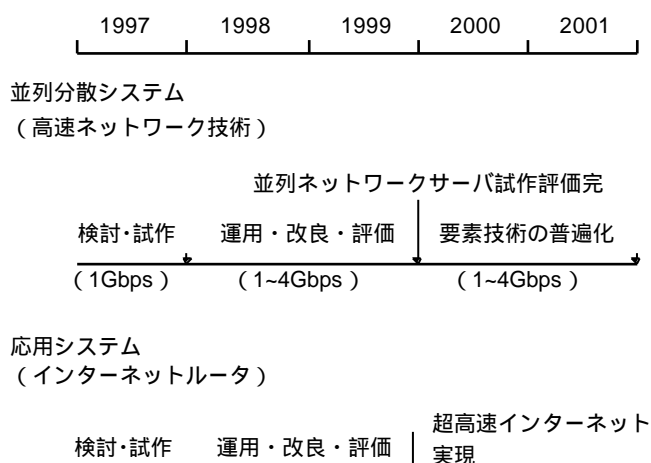 1997 1998 1999 2000 2001
並列分散システム
（高速ネットワーク技術）
並列ネットワークサーバ試作評価完
検討･試作 運用・改良・評価 要素技術の普遍化
（1Gbps） （1~4Gbps） （1~4Gbps）
応用システム
（インターネットルータ）
超高速インターネット
検討･試作 運用・改良・評価 実現